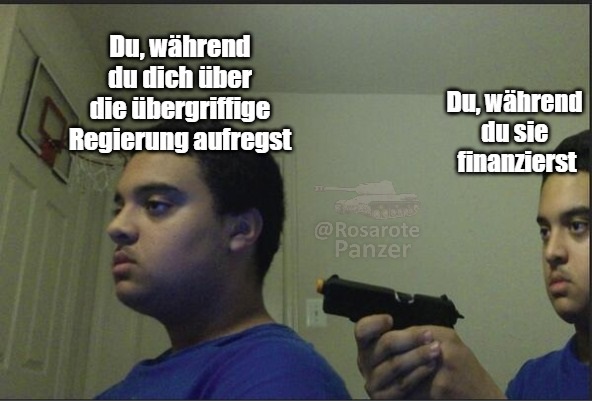 Du, während
du dich über
die übergriffige
Regierung aufregst
Du, während
du sie
finanzierst
@Rosarote
Panzer